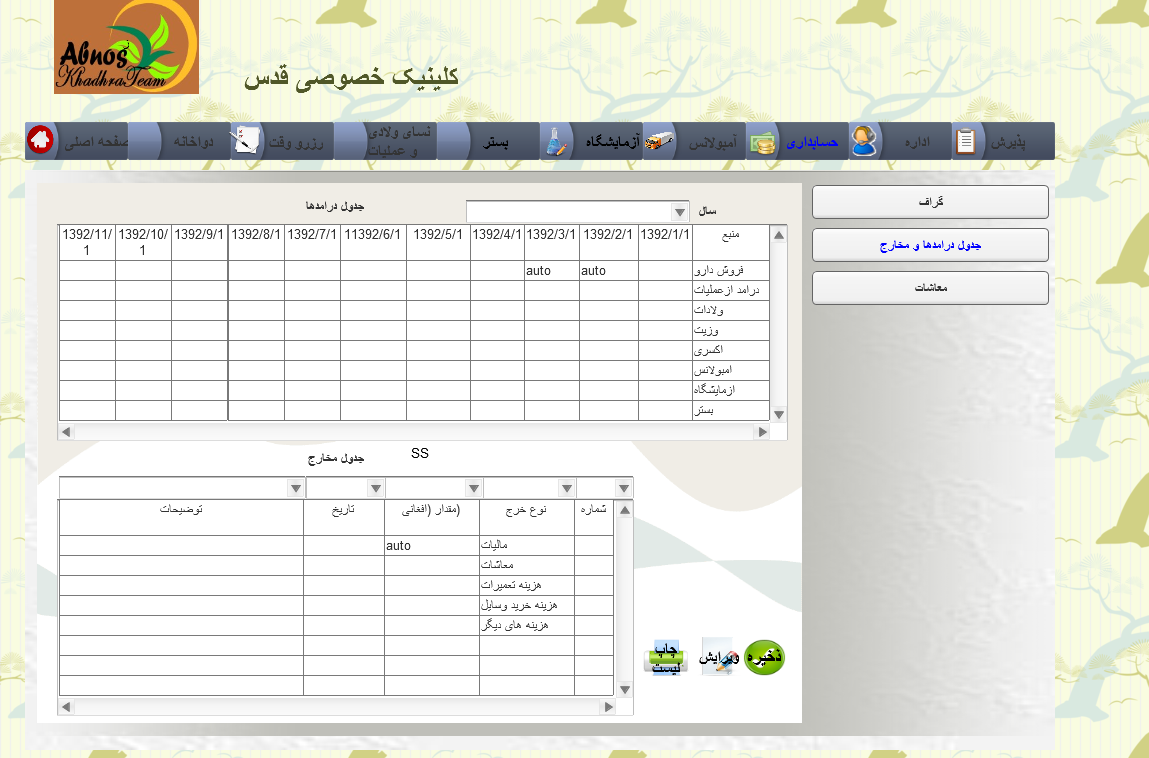 Abnos
KhadhraTeam
کلینیک خصوصی قدس
پذیرش
اداره
حسابداری
آمبولانس
آزمایشگاه
بستر
نسای ولادی
و عملیات
رزرو وقت
دواخانه
صفحه اصلی
گراف
جدول درامدها و مخارج
معاشات
سال
جدول درامدها
منبع 1392/1/1 1392/2/1 1392/3/1 1392/4/1 1392/5/1 11392/6/1 1392/7/1 1392/8/1 1392/9/1 1392/10/1 1392/11/1
فروش دارو auto auto
درامد ازعملیات
ولادات
وزیت
اکسری
امبولانس
ازمایشگاه
بستر
SS
جدول مخارج
شماره نوع خرج (مقدار (افغانی تاریخ توضیحات
مالیات auto
معاشات
هزینه تعمیرات
هزینه خرید وسایل
هزینه های دیگر
ذخیره
ویرایش
چاپ
لیست